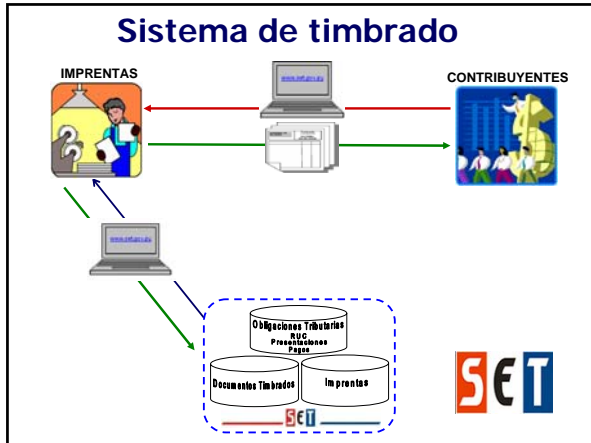 Sistema de timbrado
IMPRENTAS
CONTRIBUYENTES
www.set.gov.py
www.set.gov.py
Obligaciones Tributarias
RUC
Presentaciones
Pagos
Documentos Timbrados
Imprentas
SET
SET